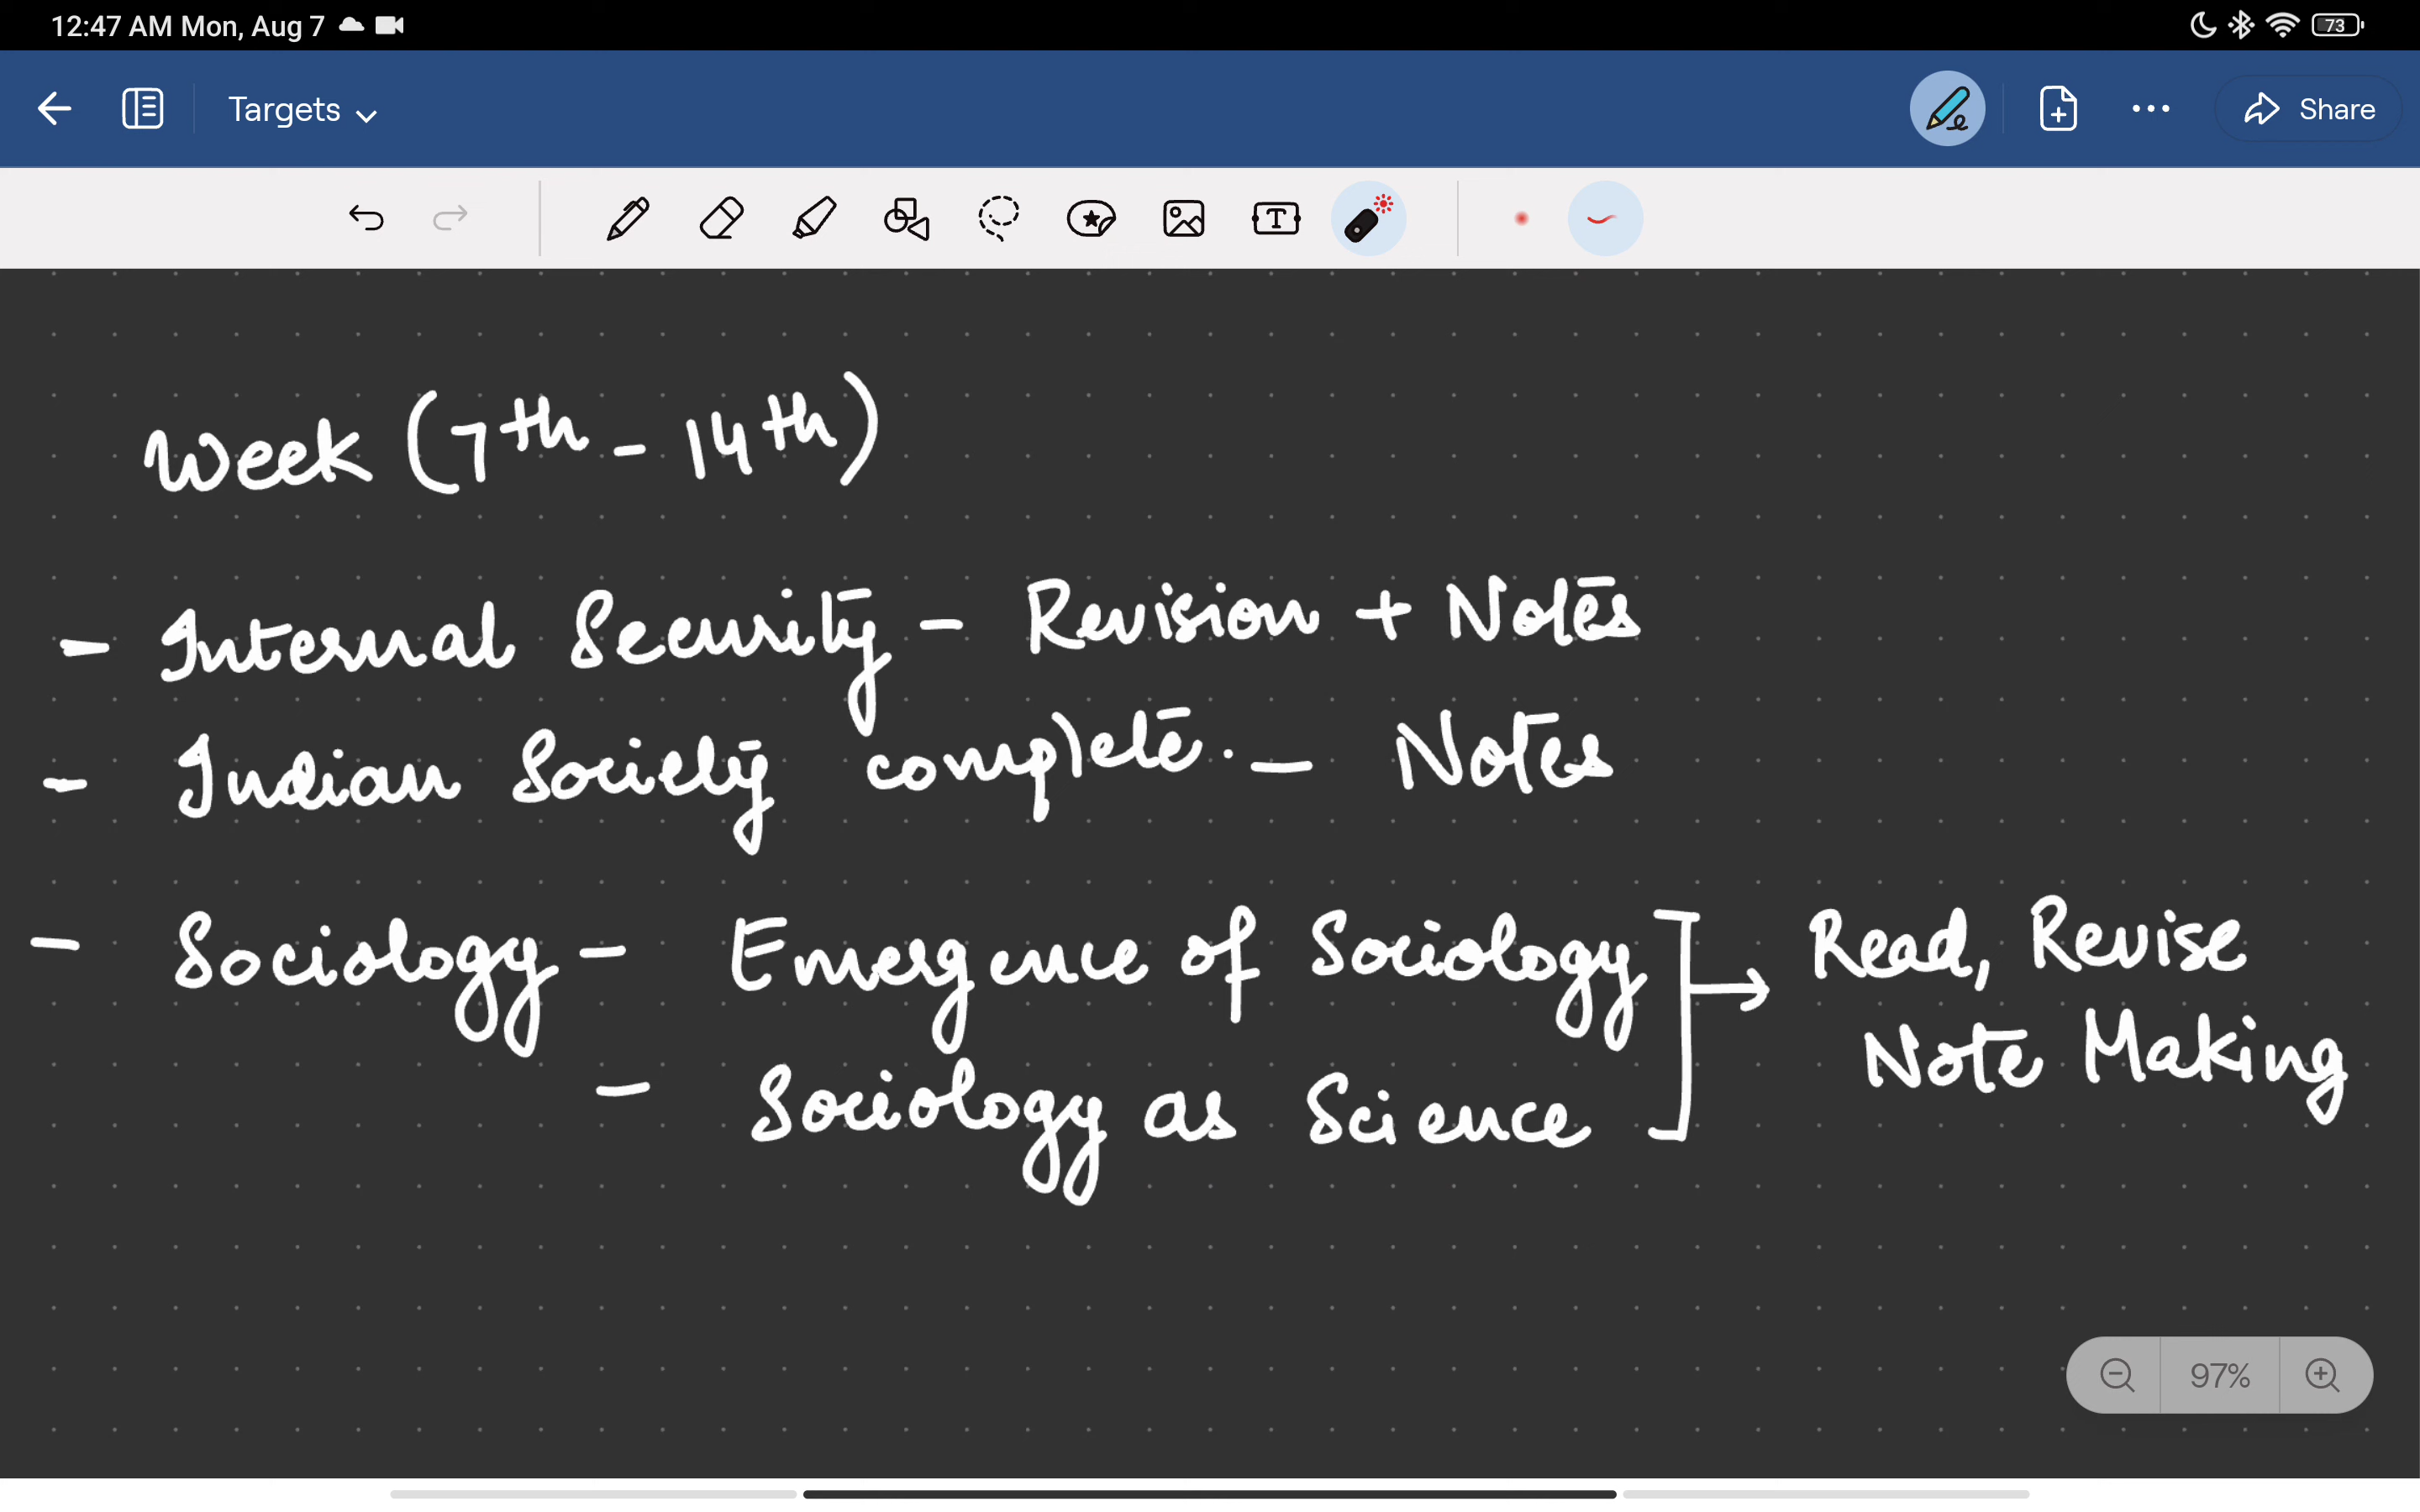 12:47 AM Mon, Aug 7 73
Targets Share
Week (7th - 14th)
- Internal Security - Revision + Notes
- Indian Society complete. - Notes
- Sociology - Emergence of Sociology → Read, Revise
Note Making
- Sociology as Science
97%